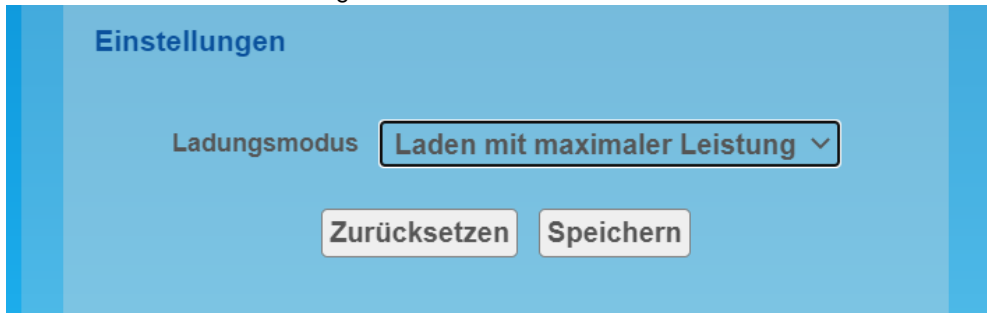 Einstellungen
Ladungsmodus Laden mit maximaler Leistung
Zurücksetzen Speichern